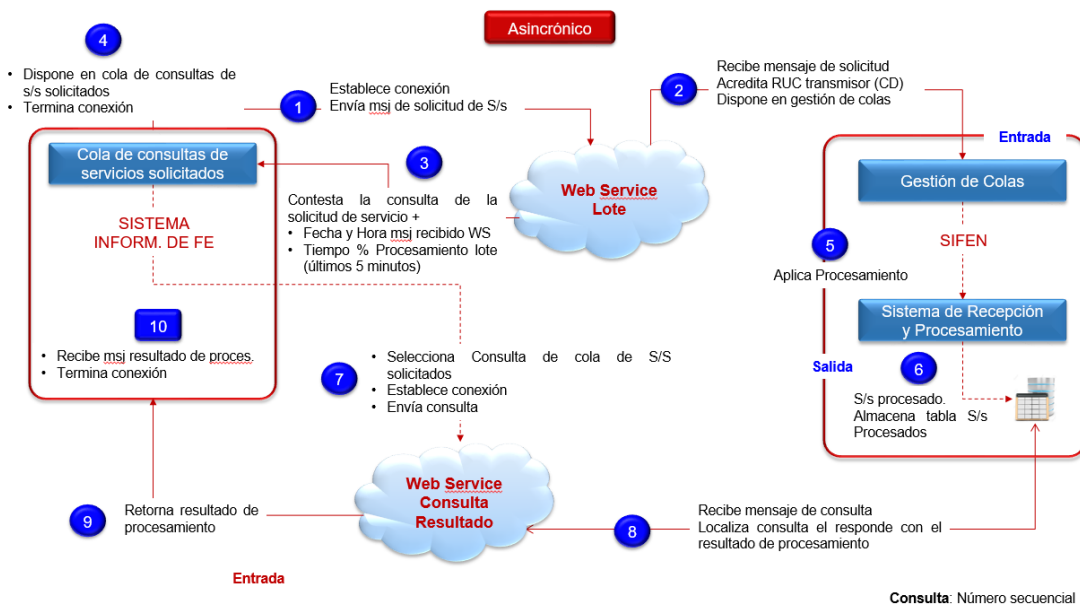 Asincrónico
4
Dispone en cola de consultas de
s/s solicitados
Termina conexión
1
Establece conexión
Envía msj de solicitud de S/s
2
Recibe mensaje de solicitud
Acredita RUC transmisor (CD)
Dispone en gestión de colas
Cola de consultas de
servicios solicitados
SISTEMA
INFORM. DE FE
3
Contesta la consulta de la
solicitud de servicio +
Fecha y Hora msj recibido WS
Tiempo % Procesamiento lote
(últimos 5 minutos)
Web Service
Lote
Entrada
Gestión de Colas
SIFEN
5
Aplica Procesamiento
Sistema de Recepción
y Procesamiento
Salida
6
S/s procesado.
Almacena tabla S/s
Procesados
10
Recibe msj resultado de proces.
Termina conexión
7
Selecciona Consulta de cola de S/S
solicitados
Establece conexión
Envía consulta
Web Service
Consulta
Resultado
9
Retorna resultado de
procesamiento
8
Recibe mensaje de consulta
Localiza consulta el responde con el
resultado de procesamiento
Entrada
Consulta: Número secuencial